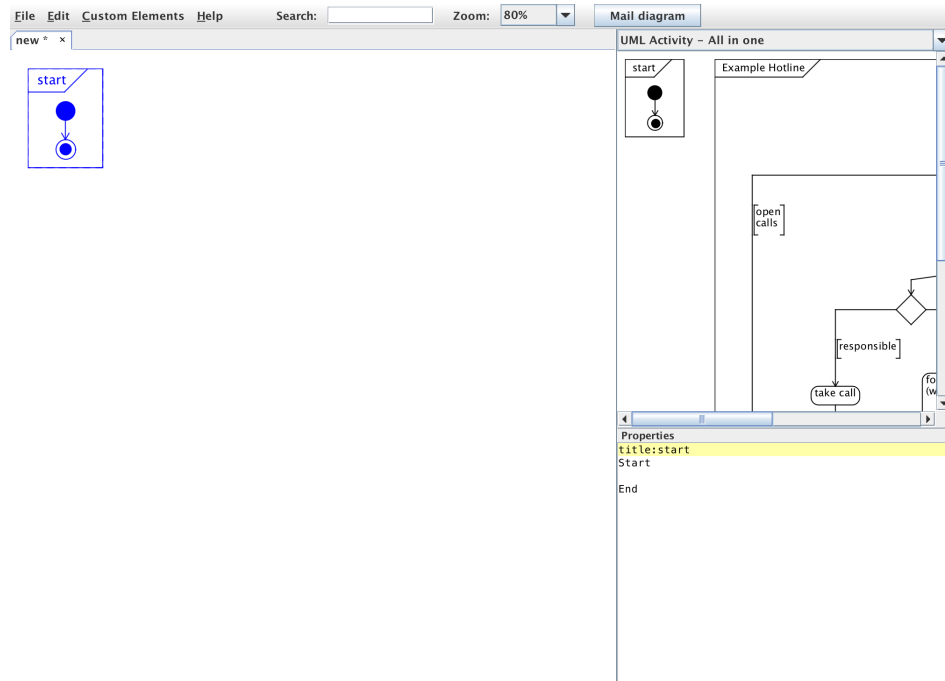 File Edit Custom Elements Help Search: Zoom: 80% Mail diagram
new * ×
UML Activity – All in one
start
start
Example Hotline
[open
calls]
[responsible]
take call
fo
(w
Properties
title:start
Start
End